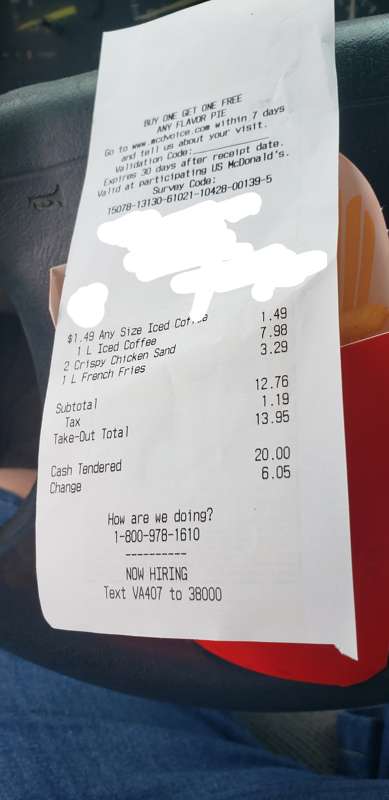 BUY ONE GET ONE FREE
ANY FLAVOR PIE
Go to www.mcdvoice.com within 7 days
and tell us about your visit.
Validation Code:
Expires 30 days after receipt date.
Valid at participating US McDonald's.
Survey Code:
15078-13130-61021-10428-00139-5
$1.49 Any Size Iced Coffee
1 L Iced Coffee 1.49
2 Crispy Chicken Sand 7.98
1 L French Fries 3.29
Subtotal 12.76
Tax 1.19
Take-Out Total 13.95
Cash Tendered 20.00
Change 6.05
How are we doing?
1-800-978-1610
----------
NOW HIRING
Text VA407 to 38000